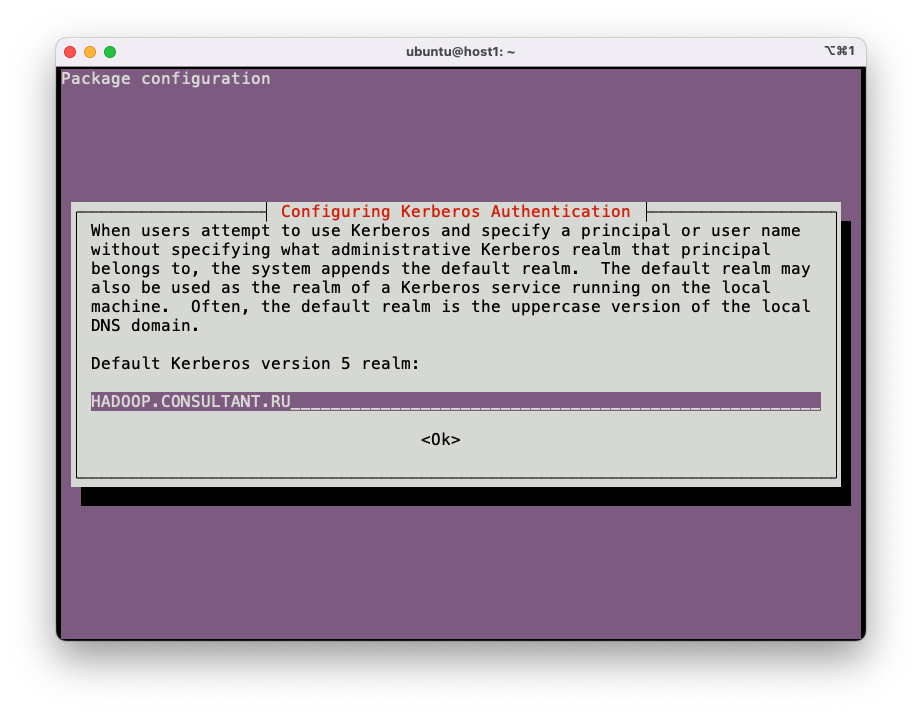 ubuntu@host1: ~
⌥⌘1
Package configuration
Configuring Kerberos Authentication
When users attempt to use Kerberos and specify a principal or user name
without specifying what administrative Kerberos realm that principal
belongs to, the system appends the default realm.  The default realm may
also be used as the realm of a Kerberos service running on the local
machine.  Often, the default realm is the uppercase version of the local
DNS domain.
Default Kerberos version 5 realm:
HADOOP.CONSULTANT.RU_____________________________________________________
<Ok>